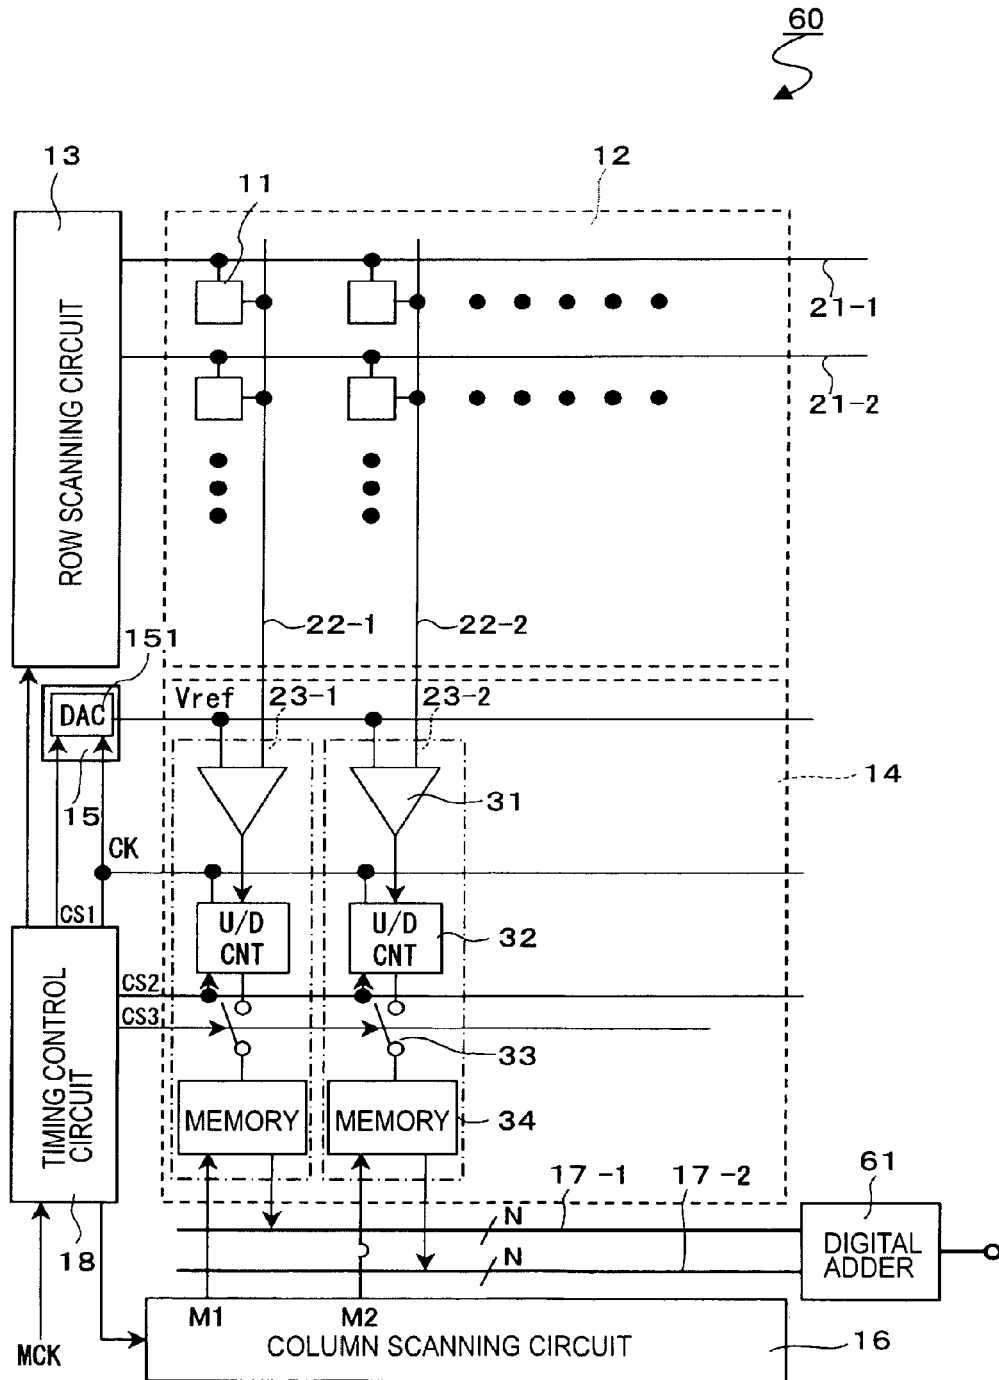 60
13
12
11
21-1
21-2
ROW SCANNING CIRCUIT
22-1
22-2
151
DAC
Vref
23-1
23-2
14
15
31
CK
CS1
U/D
CNT
U/D
CNT
32
CS2
CS3
33
TIMING CONTROL
CIRCUIT
MEMORY
MEMORY
34
17-1
17-2
61
N
N
DIGITAL
ADDER
18
M1
M2
MCK
COLUMN SCANNING CIRCUIT
16